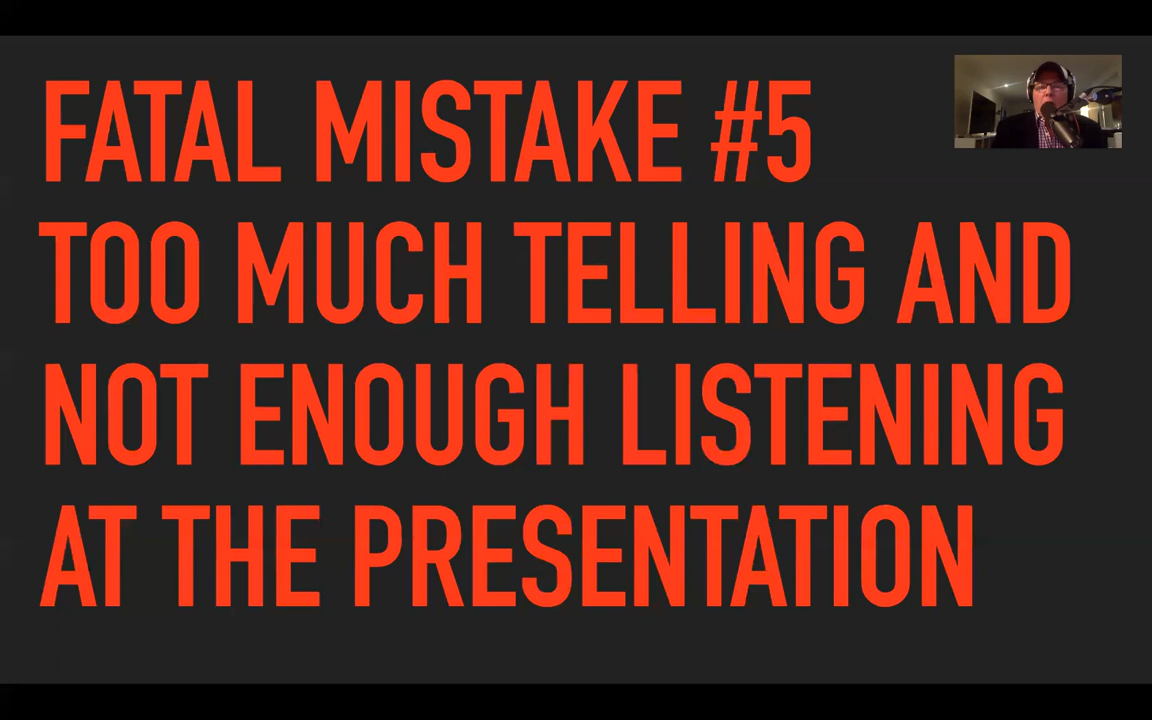 FATAL MISTAKE #5
TOO MUCH TELLING AND
NOT ENOUGH LISTENING
AT THE PRESENTATION